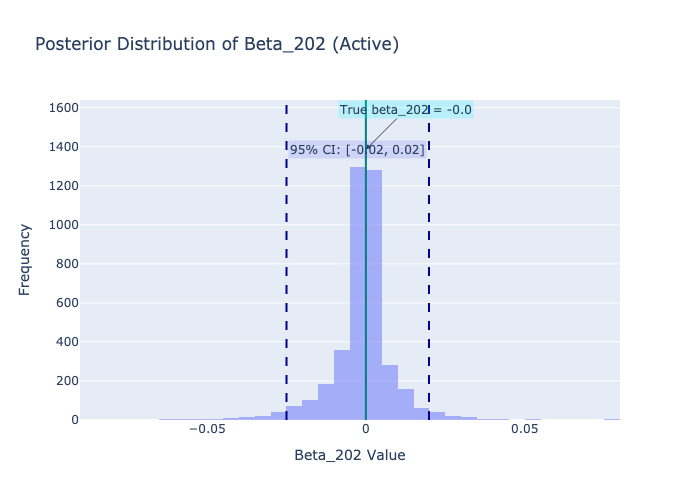 Posterior Distribution of Beta_202 (Active)
True beta_202 = -0.0
95% CI: [-0.02, 0.02]
1600
1400
1200
1000
800
600
400
200
0
Frequency
−0.05
0
0.05
Beta_202 Value